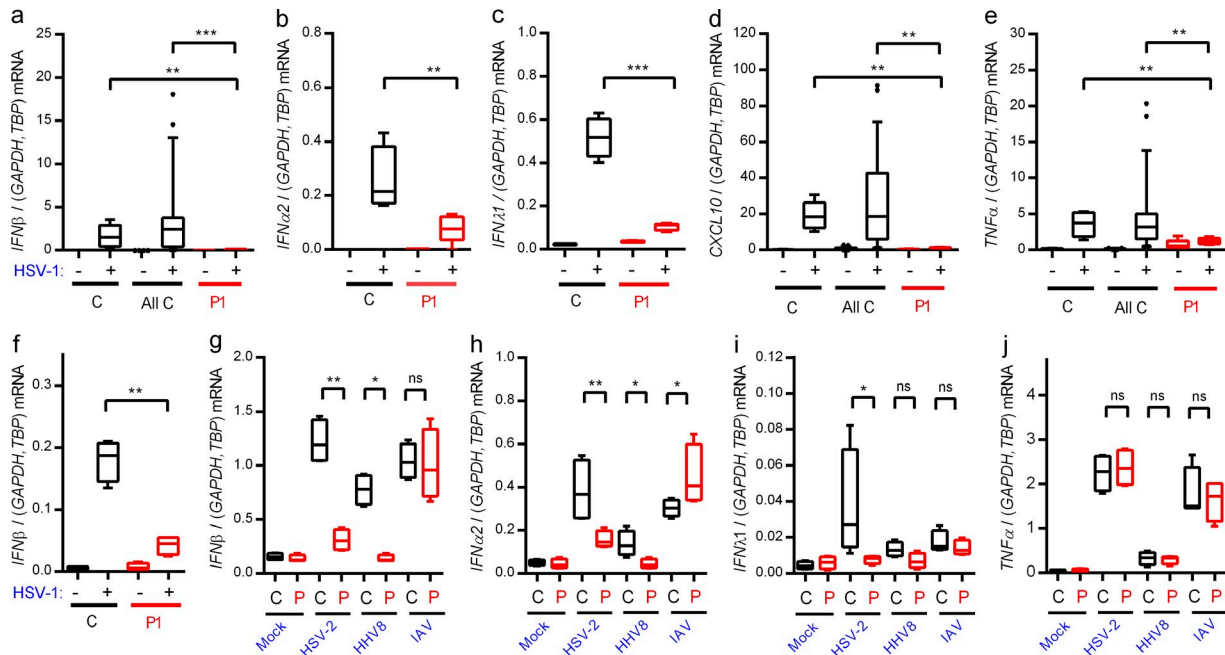 a
IFNβ / (GAPDH,TBP) mRNA
25
20
15
10
5
0
***
**
HSV-1:
- + - + - +
C All C P1
b
IFNα2 / (GAPDH,TBP) mRNA
0.8
0.6
0.4
0.2
0.0
**
- + - +
C P1
c
IFNλ1 / (GAPDH,TBP) mRNA
1.0
0.8
0.6
0.4
0.2
0.0
***
- + - +
C P1
d
CXCL10 / (GAPDH,TBP) mRNA
120
100
80
60
40
20
0
**
**
- + - + - +
C All C P1
e
TNFα / (GAPDH,TBP) mRNA
30
25
20
15
10
5
0
**
**
- + - + - +
C All C P1
f
IFNβ / (GAPDH,TBP) mRNA
0.3
0.2
0.1
0.0
**
HSV-1:
- + - +
C P1
g
IFNβ / (GAPDH,TBP) mRNA
2.0
1.5
1.0
0.5
0.0
** * ns
C P C P C P
Mock HSV-2 HHV8 IAV
h
IFNα2 / (GAPDH,TBP) mRNA
1.0
0.8
0.6
0.4
0.2
0.0
** * *
C P C P C P
Mock HSV-2 HHV8 IAV
i
IFNλ1 / (GAPDH,TBP) mRNA
0.12
0.10
0.08
0.06
0.04
0.02
0.00
* ns ns
C P C P C P
Mock HSV-2 HHV8 IAV
j
TNFα / (GAPDH,TBP) mRNA
4
3
2
1
0
ns ns ns
C P C P C P
Mock HSV-2 HHV8 IAV